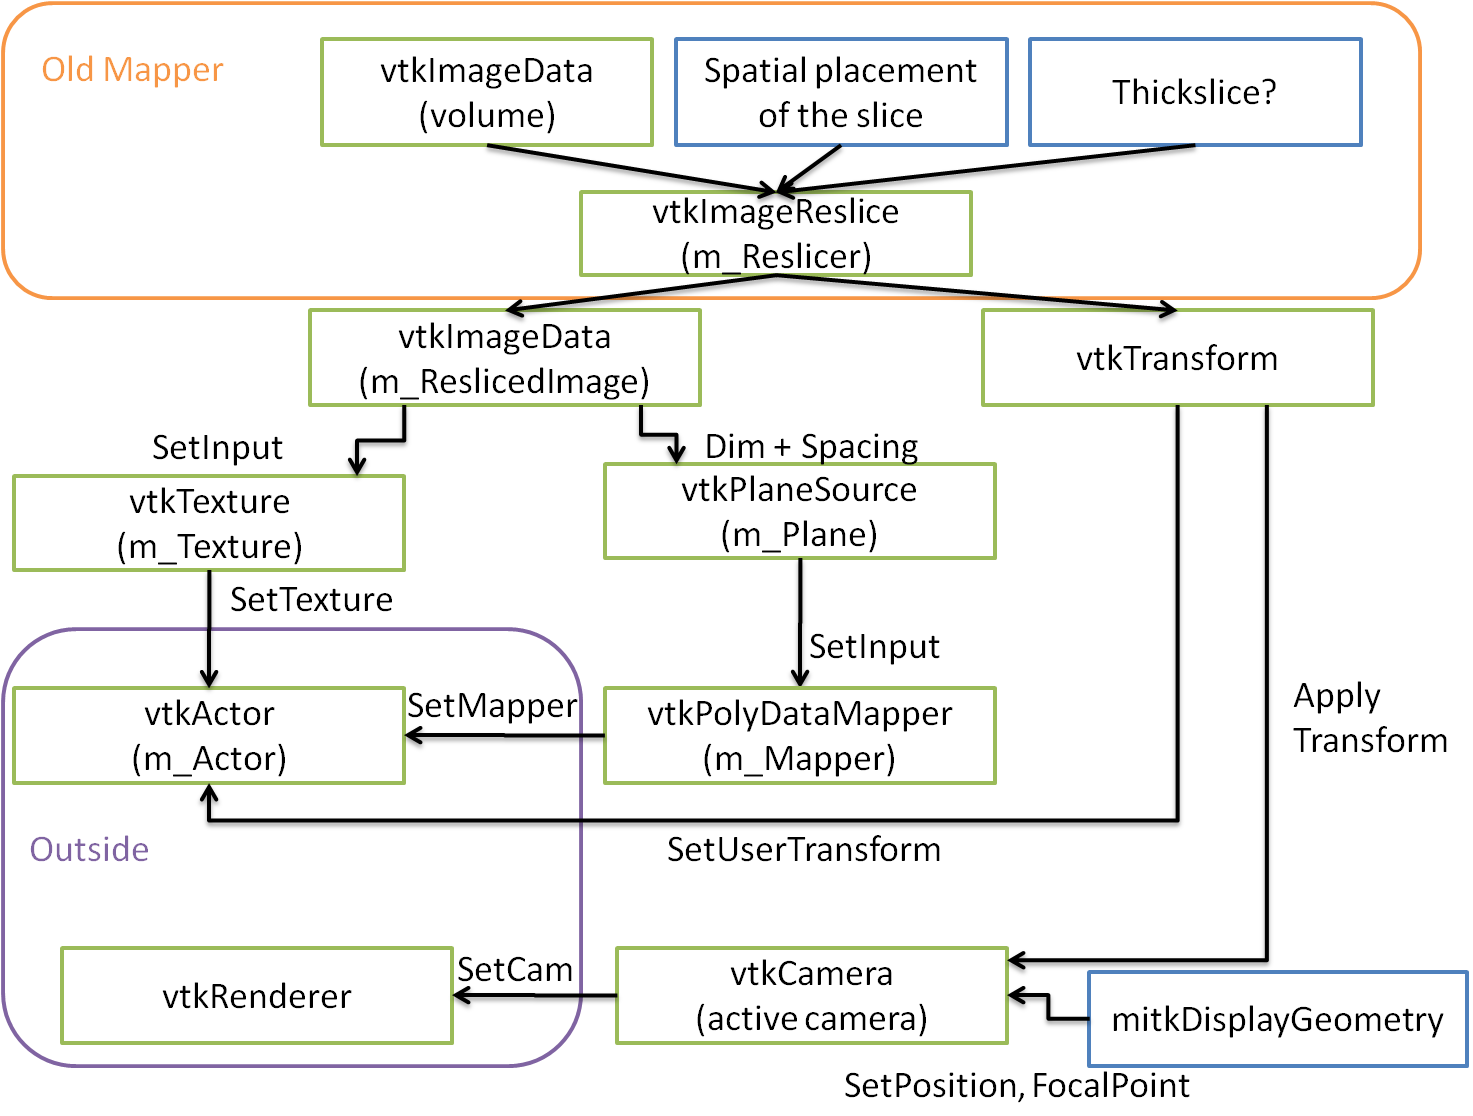 Old Mapper
vtkImageData
(volume)
Spatial placement
of the slice
Thickslice?
vtkImageReslice
(m_Reslicer)
vtkImageData
(m_ReslicedImage)
vtkTransform
SetInput
Dim + Spacing
vtkTexture
(m_Texture)
vtkPlaneSource
(m_Plane)
SetTexture
SetInput
vtkActor
(m_Actor)
SetMapper
vtkPolyDataMapper
(m_Mapper)
Apply
Transform
Outside
SetUserTransform
vtkRenderer
SetCam
vtkCamera
(active camera)
mitkDisplayGeometry
SetPosition, FocalPoint